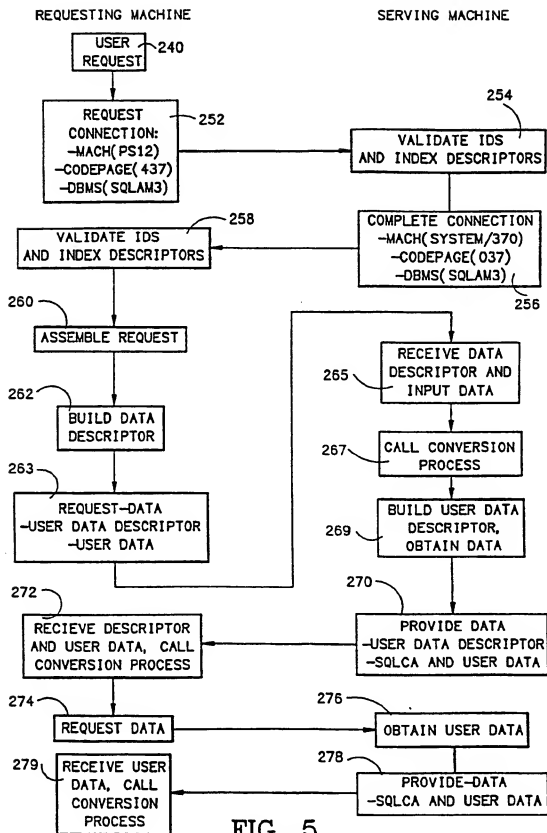 REQUESTING MACHINE
SERVING MACHINE
USER
REQUEST
240
REQUEST
CONNECTION:
-MACH(PS12)
-CODEPAGE(437)
-DBMS(SQLAM3)
252
254
VALIDATE IDS
AND INDEX DESCRIPTORS
COMPLETE CONNECTION
-MACH(SYSTEM/370)
-CODEPAGE(037)
-DBMS(SQLAM3)
256
258
VALIDATE IDS
AND INDEX DESCRIPTORS
260
ASSEMBLE REQUEST
262
BUILD DATA
DESCRIPTOR
263
REQUEST-DATA
-USER DATA DESCRIPTOR
-USER DATA
265
RECEIVE DATA
DESCRIPTOR AND
INPUT DATA
267
CALL CONVERSION
PROCESS
269
BUILD USER DATA
DESCRIPTOR,
OBTAIN DATA
270
PROVIDE DATA
-USER DATA DESCRIPTOR
-SQLCA AND USER DATA
272
RECIEVE DESCRIPTOR
AND USER DATA, CALL
CONVERSION PROCESS
274
REQUEST DATA
276
OBTAIN USER DATA
278
PROVIDE-DATA
-SQLCA AND USER DATA
279
RECEIVE USER
DATA, CALL
CONVERSION
PROCESS
FIG. 5